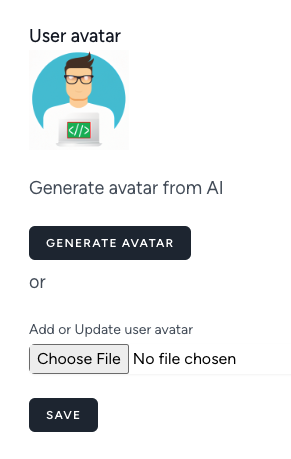 User avatar
</>
Generate avatar from AI
GENERATE AVATAR
or
Add or Update user avatar
Choose File No file chosen
SAVE